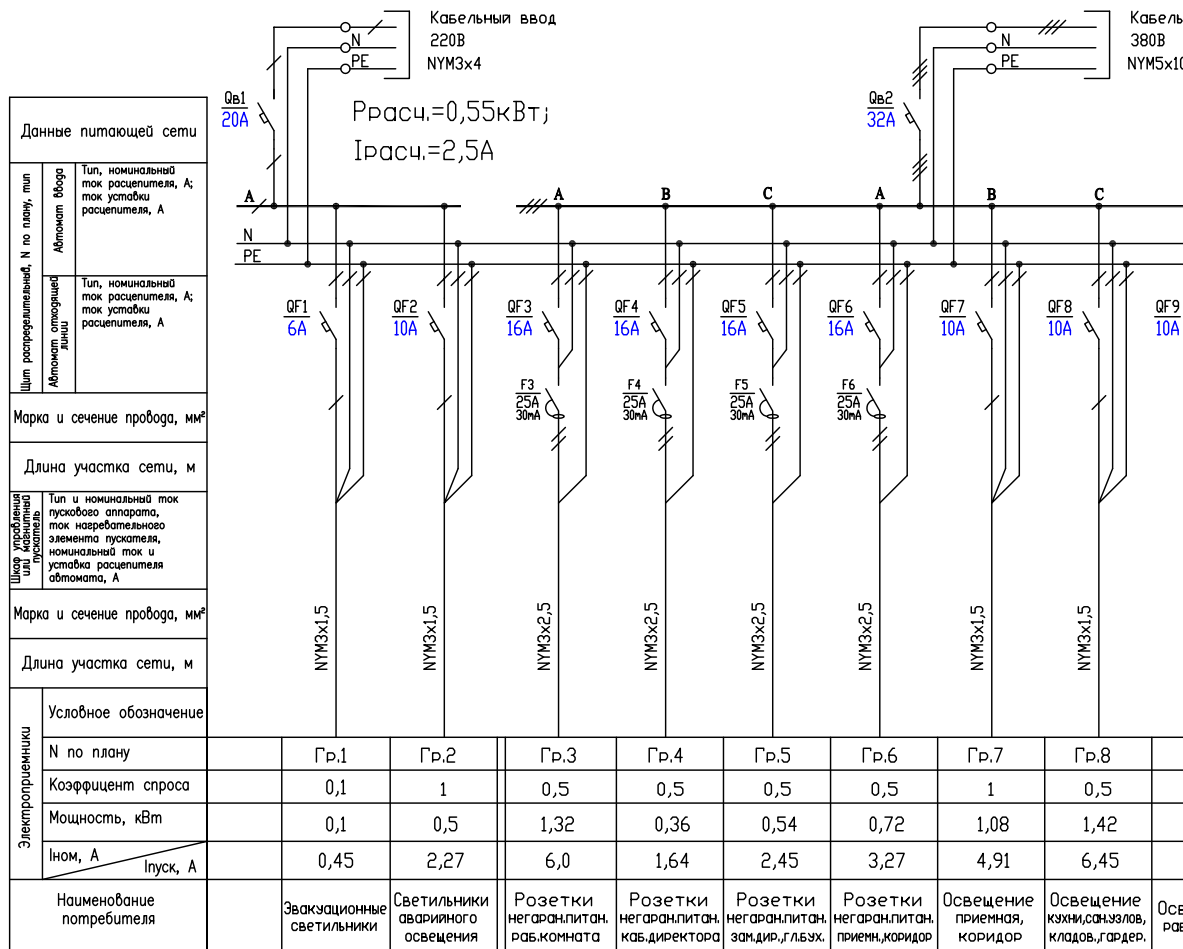 Кабельный ввод
220В
NYM3x4
N
PE
Кабель
380В
NYM5x10
N
PE
Qв1
20А
Ррасч.=0,55кВт;
Iрасч.=2,5А
Qв2
32А
Данные питающей сети
Щит распределительный, N по плану, тип
Автомат ввода
Тип, номинальный
ток расцепителя, А;
ток уставки
расцепителя, А
Автомат отходящей
линии
Тип, номинальный
ток расцепителя, А;
ток уставки
расцепителя, А
A
N
PE
A
B
C
A
B
C
QF1
6А
QF2
10А
QF3
16А
QF4
16А
QF5
16А
QF6
16А
QF7
10А
QF8
10А
QF9
10А
F3
25А
30mA
F4
25А
30mA
F5
25А
30mA
F6
25А
30mA
Марка и сечение провода, мм²
Длина участка сети, м
Шкаф управления
или магнитный
пускатель
Тип и номинальный ток
пускового аппарата,
ток нагревательного
элемента пускателя,
номинальный ток и
уставка расцепителя
автомата, А
Марка и сечение провода, мм²
Длина участка сети, м
NYM3x1,5
NYM3x1,5
NYM3x2,5
NYM3x2,5
NYM3x2,5
NYM3x2,5
NYM3x1,5
NYM3x1,5
Электроприемники
Условное обозначение
N по плану
Гр.1
Гр.2
Гр.3
Гр.4
Гр.5
Гр.6
Гр.7
Гр.8
Коэффицент спроса
0,1
1
0,5
0,5
0,5
0,5
1
0,5
Мощность, кВт
0,1
0,5
1,32
0,36
0,54
0,72
1,08
1,42
Iном, А
Iпуск, А
0,45
2,27
6,0
1,64
2,45
3,27
4,91
6,45
Наименование
потребителя
Эвакуационные
светильники
Светильники
аварийного
освещения
Розетки
негаран.питан.
раб.комната
Розетки
негаран.питан.
каб.директора
Розетки
негаран.питан.
зам.дир.,гл.бух.
Розетки
негаран.питан.
приемн.,коридор
Освещение
приемная,
коридор
Освещение
кухни,сан.узлов,
кладов.,гардер.
Осв
рав